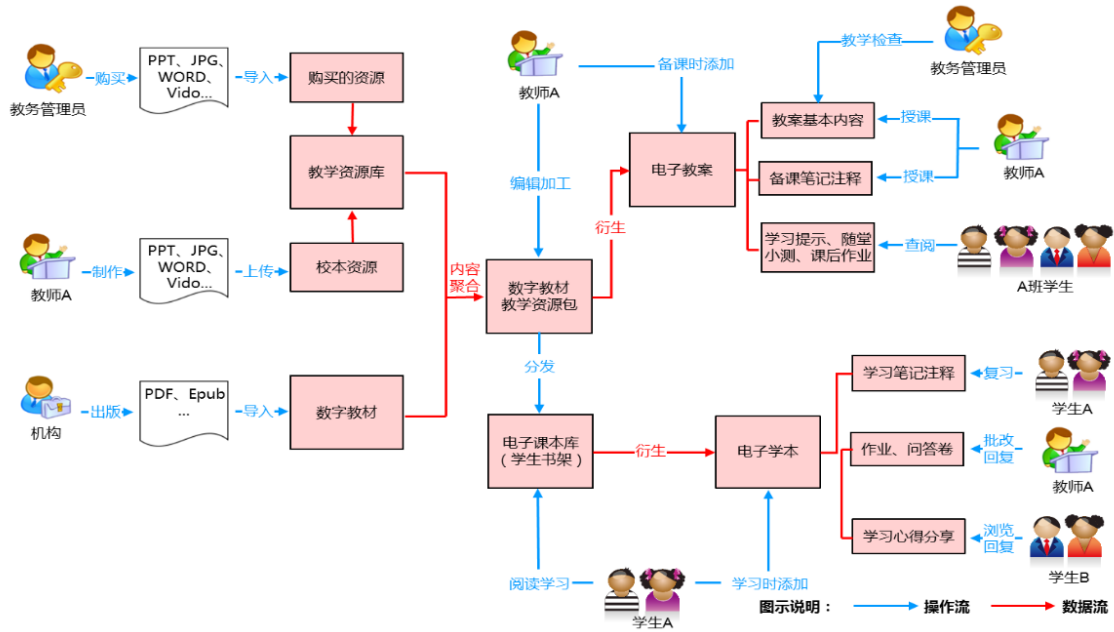 教务管理员
购买
PPT、JPG、
WORD、
Vido...
导入
购买的资源
教学资源库
教师A
制作
PPT、JPG、
WORD、
Vido...
上传
校本资源
机构
出版
PDF、Epub
...
导入
数字教材
内容
聚合
教师A
编辑加工
数字教材
教学资源包
备课时添加
衍生
电子教案
教学检查
教务管理员
教案基本内容
授课
备课笔记注释
授课
教师A
学习提示、随堂
小测、课后作业
查阅
A班学生
分发
电子课本库
（学生书架）
衍生
电子学本
学习笔记注释
复习
学生A
作业、问答卷
批改
回复
教师A
学习心得分享
浏览
回复
学生B
阅读学习
学生A
学习时添加
图示说明：
操作流
数据流